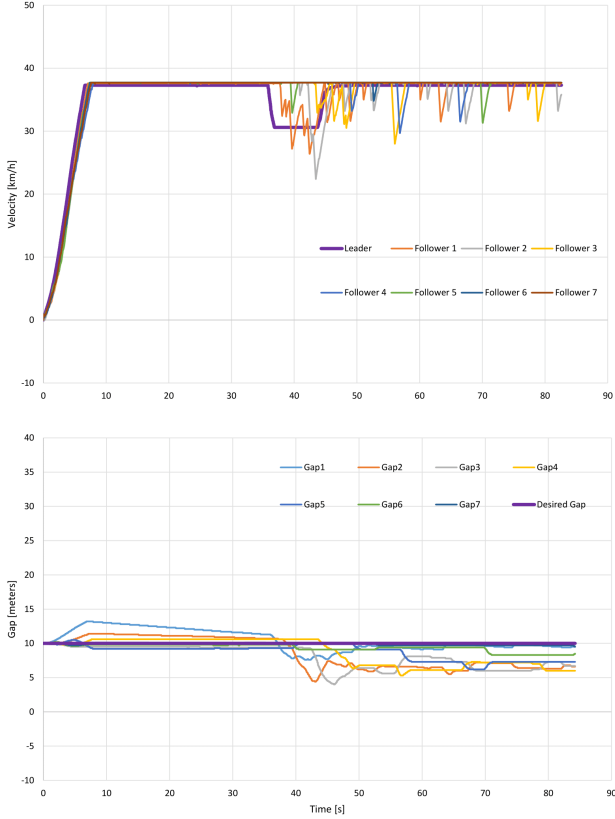 50
40
30
20
10
0
-10
Velocity [km/h]
Leader Follower 1 Follower 2 Follower 3
Follower 4 Follower 5 Follower 6 Follower 7
0 10 20 30 40 50 60 70 80 90
40
35
30
25
20
15
10
5
0
-5
-10
Gap [meters]
Gap1 Gap2 Gap3 Gap4
Gap5 Gap6 Gap7 Desired Gap
0 10 20 30 40 50 60 70 80 90
Time [s]